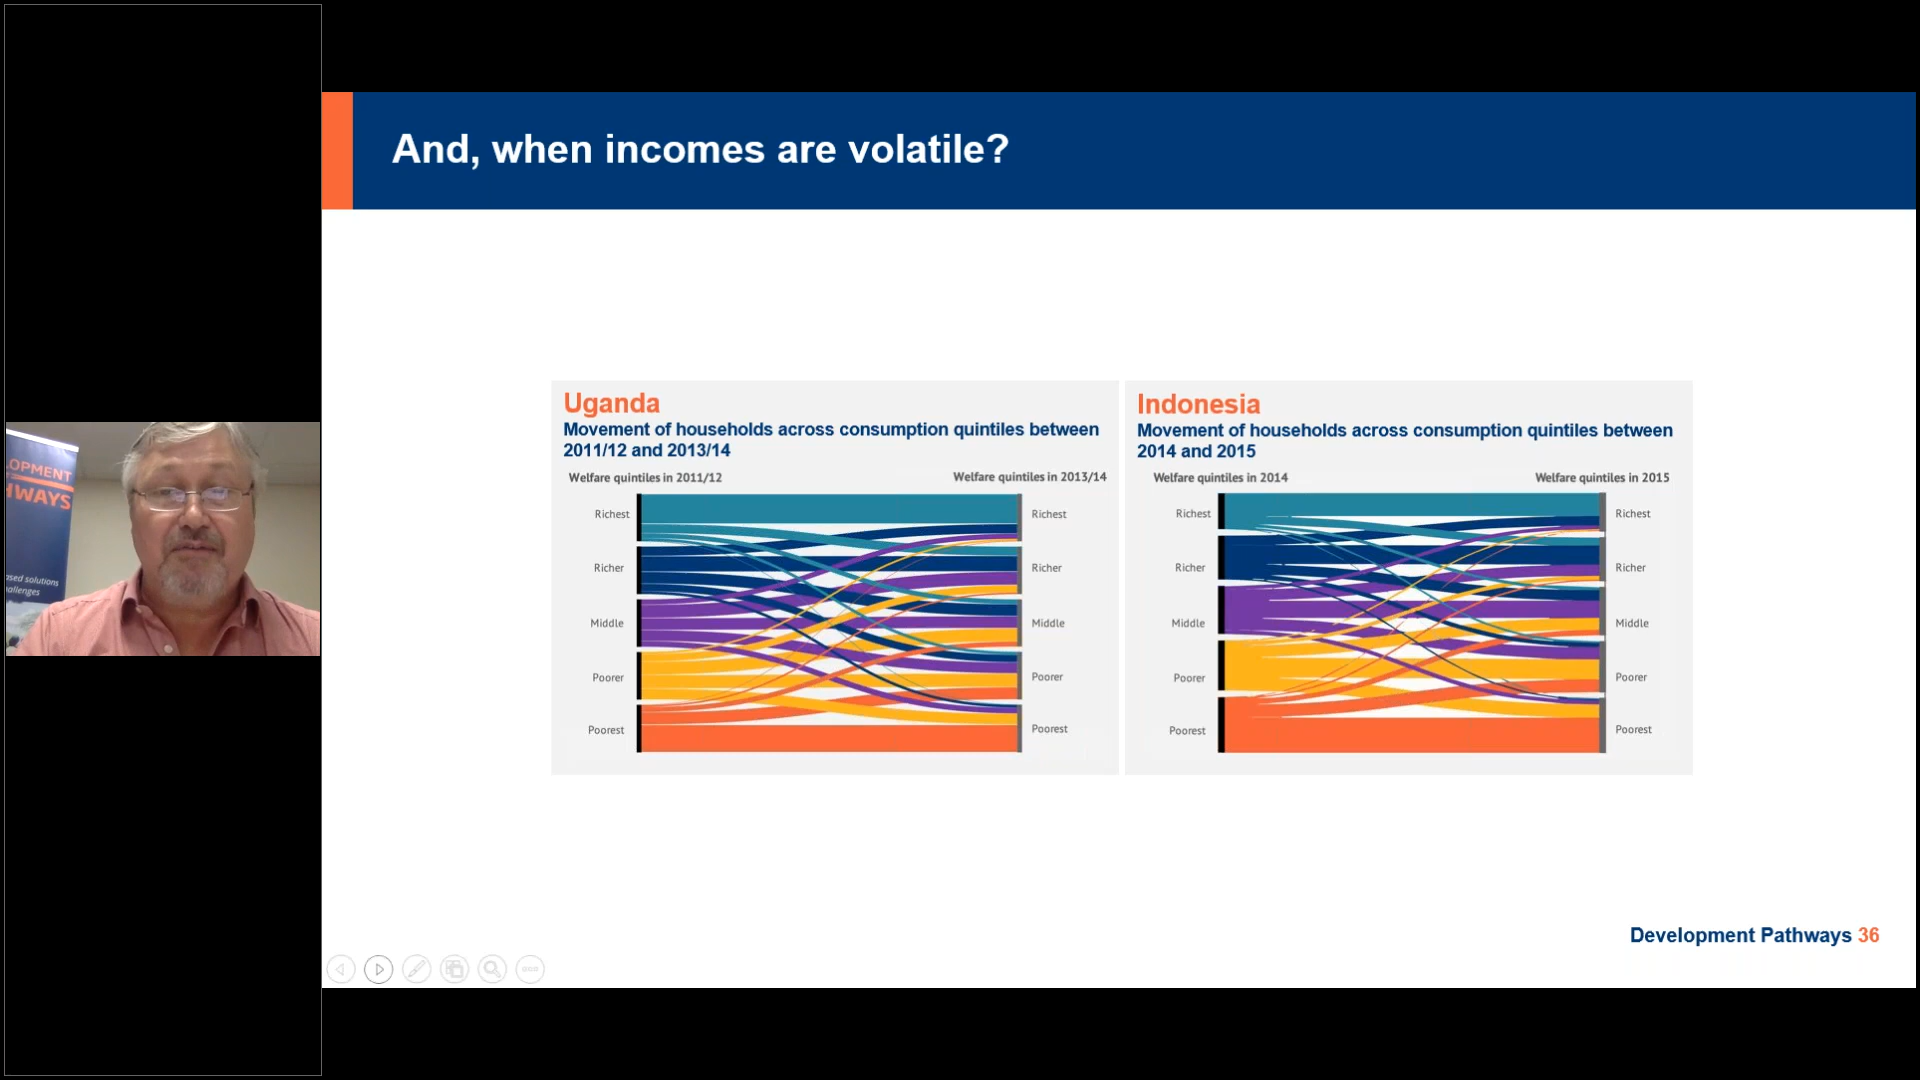 And, when incomes are volatile?
OPMENT
WAYS
ased solutions
allenges
Uganda
Movement of households across consumption quintiles between
2011/12 and 2013/14
Welfare quintiles in 2011/12
Welfare quintiles in 2013/14
Richest
Richer
Middle
Poorer
Poorest
Richest
Richer
Middle
Poorer
Poorest
Indonesia
Movement of households across consumption quintiles between
2014 and 2015
Welfare quintiles in 2014
Welfare quintiles in 2015
Richest
Richer
Middle
Poorer
Poorest
Richest
Richer
Middle
Poorer
Poorest
Development Pathways 36